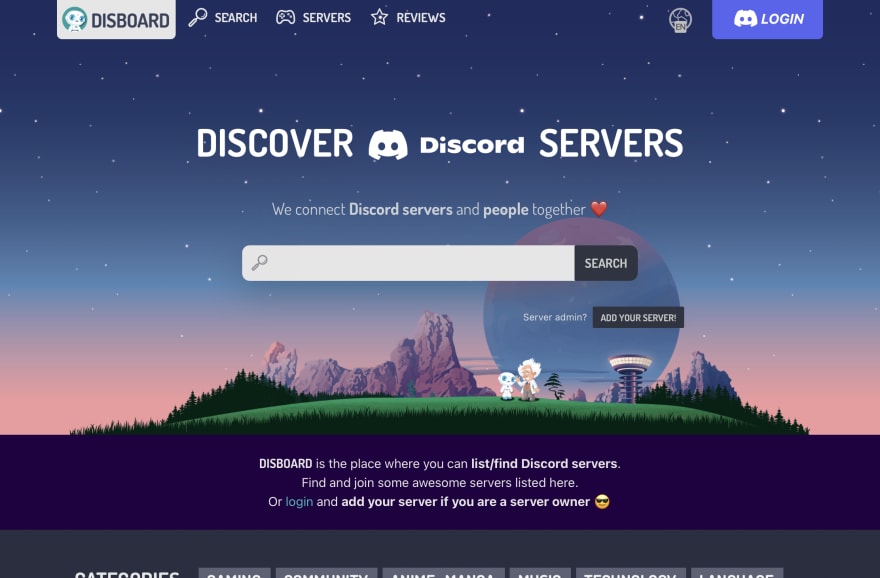 DISBOARD SEARCH SERVERS REVIEWS EN LOGIN
DISCOVER Discord SERVERS
We connect Discord servers and people together ❤️
SEARCH
Server admin? ADD YOUR SERVER!
DISBOARD is the place where you can list/find Discord servers.
Find and join some awesome servers listed here.
Or login and add your server if you are a server owner 😎
CATEGORIES GAMING COMMUNITY ANIME · MANGA MUSIC TECHNOLOGY LANGUAGE